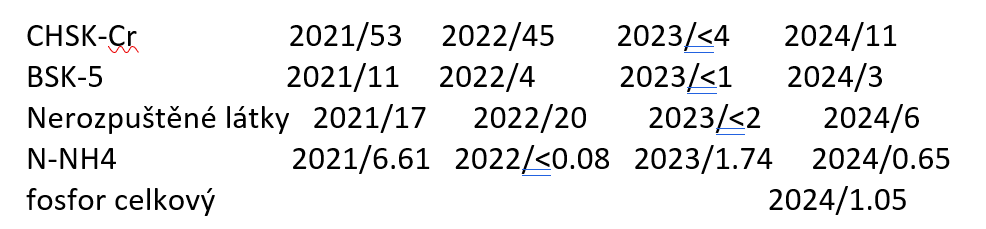 CHSK-Cr 2021/53 2022/45 2023/<4 2024/11
BSK-5 2021/11 2022/4 2023/<1 2024/3
Nerozpuštěné látky 2021/17 2022/20 2023/<2 2024/6
N-NH4 2021/6.61 2022/<0.08 2023/1.74 2024/0.65
fosfor celkový 2024/1.05